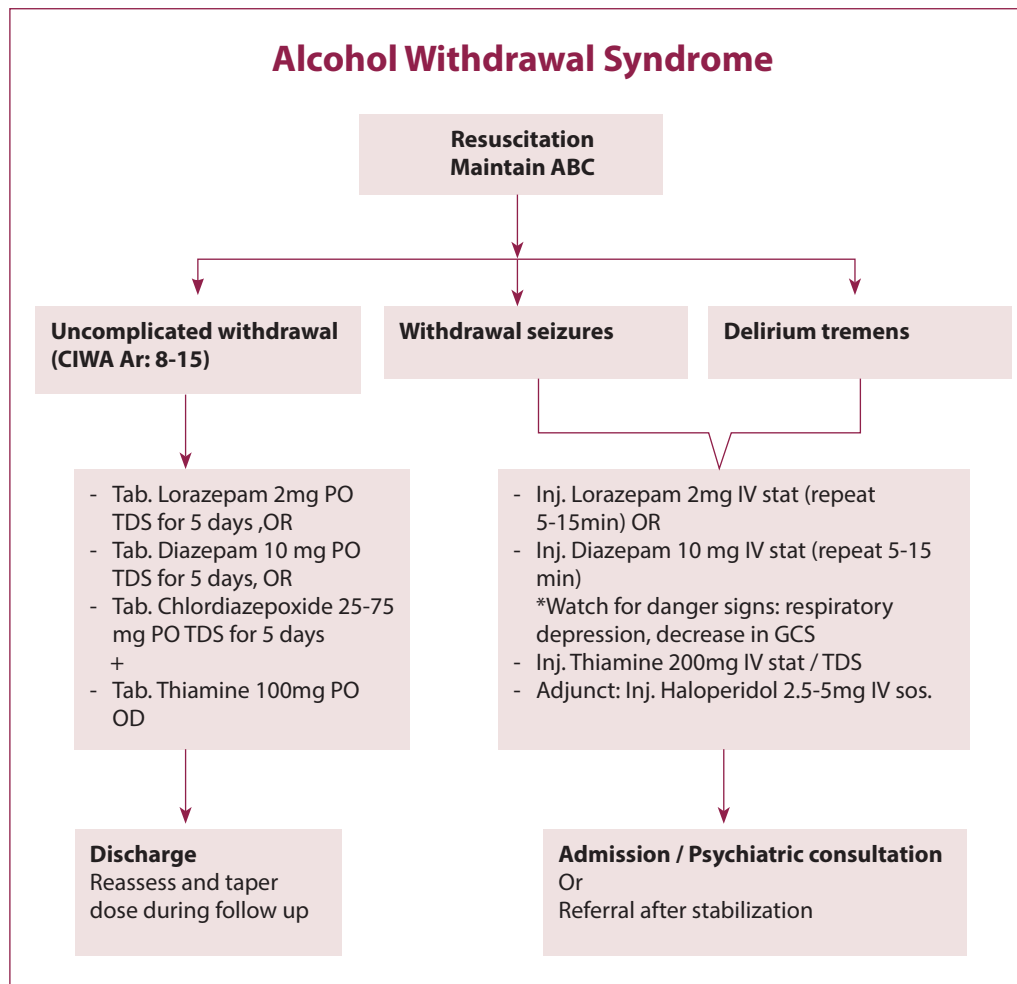 Alcohol Withdrawal Syndrome
Resuscitation
Maintain ABC
Uncomplicated withdrawal
(CIWA Ar: 8-15)
Withdrawal seizures
Delirium tremens
- Tab. Lorazepam 2mg PO
TDS for 5 days ,OR
- Tab. Diazepam 10 mg PO
TDS for 5 days, OR
- Tab. Chlordiazepoxide 25-75
mg PO TDS for 5 days
+
- Tab. Thiamine 100mg PO
OD
- Inj. Lorazepam 2mg IV stat (repeat
5-15min) OR
- Inj. Diazepam 10 mg IV stat (repeat 5-15
min)
*Watch for danger signs: respiratory
depression, decrease in GCS
- Inj. Thiamine 200mg IV stat / TDS
- Adjunct: Inj. Haloperidol 2.5-5mg IV sos.
Discharge
Reassess and taper
dose during follow up
Admission / Psychiatric consultation
Or
Referral after stabilization